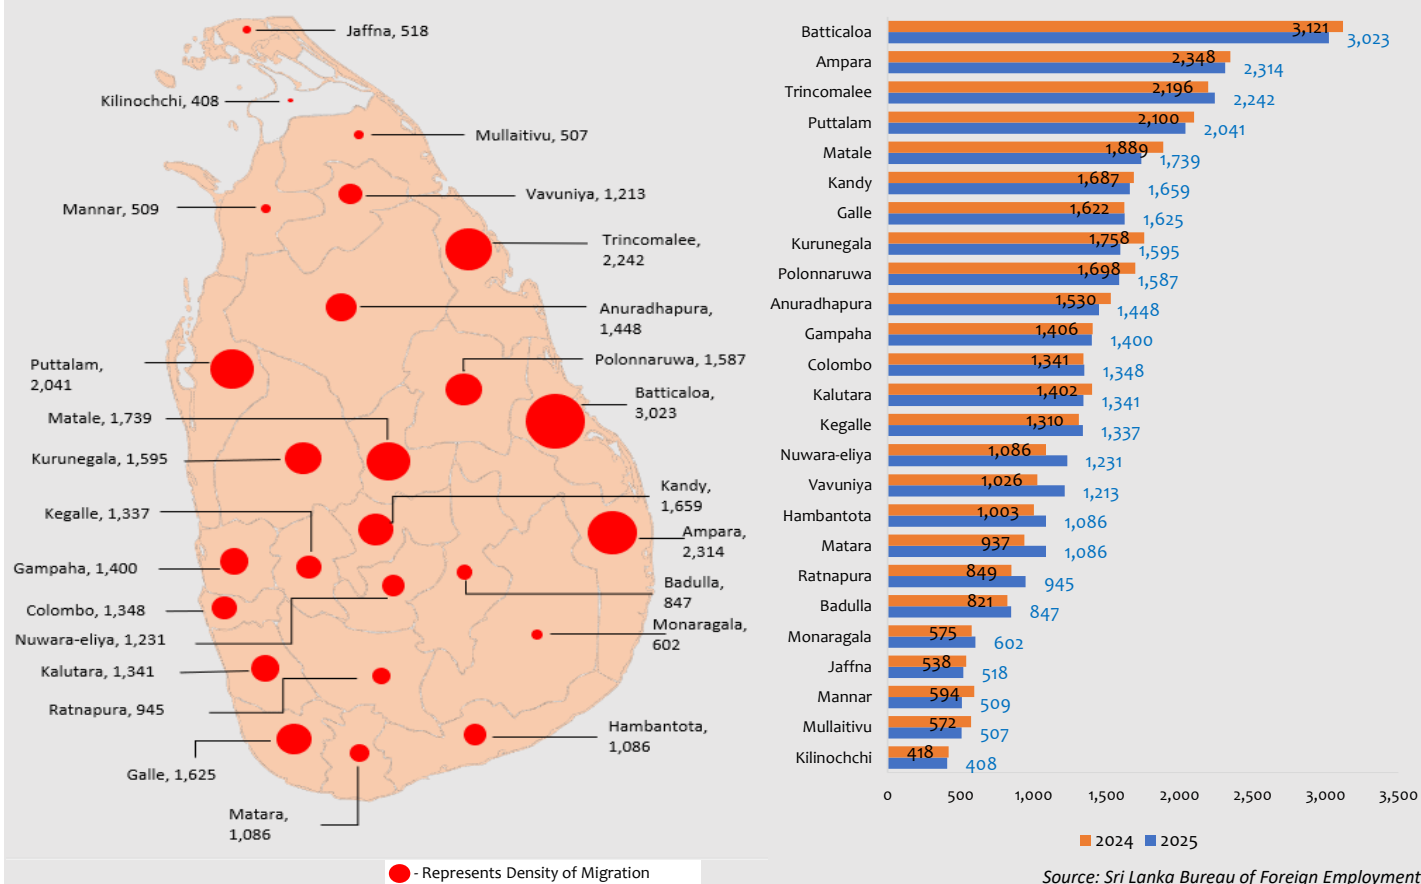 Jaffna, 518
Kilinochchi, 408
Mullaitivu, 507
Vavuniya, 1,213
Mannar, 509
Trincomalee,
2,242
Anuradhapura,
1,448
Polonnaruwa, 1,587
Puttalam,
2,041
Batticaloa,
3,023
Matale, 1,739
Kurunegala, 1,595
Kandy,
1,659
Kegalle, 1,337
Ampara,
2,314
Gampaha, 1,400
Badulla,
847
Colombo, 1,348
Monaragala,
602
Nuwara-eliya, 1,231
Kalutara, 1,341
Ratnapura, 945
Hambantota,
1,086
Galle, 1,625
Matara,
1,086
- Represents Density of Migration
Batticaloa 3,121 3,023
Ampara 2,348 2,314
Trincomalee 2,196 2,242
Puttalam 2,100 2,041
Matale 1,889 1,739
Kandy 1,687 1,659
Galle 1,622 1,625
Kurunegala 1,758 1,595
Polonnaruwa 1,698 1,587
Anuradhapura 1,530 1,448
Gampaha 1,406 1,400
Colombo 1,341 1,348
Kalutara 1,402 1,341
Kegalle 1,310 1,337
Nuwara-eliya 1,086 1,231
Vavuniya 1,026 1,213
Hambantota 1,003 1,086
Matara 937 1,086
Ratnapura 849 945
Badulla 821 847
Monaragala 575 602
Jaffna 538 518
Mannar 594 509
Mullaitivu 572 507
Kilinochchi 418 408
0 500 1,000 1,500 2,000 2,500 3,000 3,500
2024 2025
Source: Sri Lanka Bureau of Foreign Employment